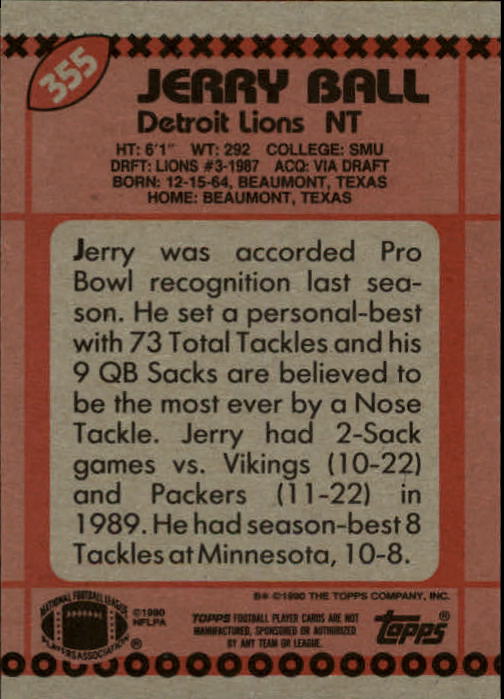 355
JERRY BALL
Detroit Lions NT
HT: 6'1" WT: 292 COLLEGE: SMU
DRFT: LIONS #3-1987 ACQ: VIA DRAFT
BORN: 12-15-64, BEAUMONT, TEXAS
HOME: BEAUMONT, TEXAS
Jerry was accorded Pro
Bowl recognition last sea-
son. He set a personal-best
with 73 Total Tackles and his
9 QB Sacks are believed to
be the most ever by a Nose
Tackle. Jerry had 2-Sack
games vs. Vikings (10-22)
and Packers (11-22) in
1989. He had season-best 8
Tackles at Minnesota, 10-8.
B* ©1990 THE TOPPS COMPANY, INC.
NATIONAL FOOTBALL LEAGUE
PLAYERS ASSOCIATION ®
©1990
NFLPA
TOPPS FOOTBALL PLAYER CARDS ARE NOT
MANUFACTURED, SPONSORED OR AUTHORIZED
BY ANY TEAM OR LEAGUE.
topps®